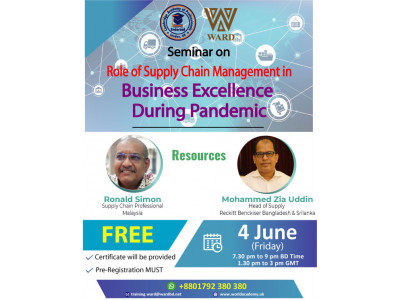 WARD
Seminar on
Role of Supply Chain Management in
Business Excellence
During Pandemic
Resources
Ronald Simon
Supply Chain Professional
Malaysia
Mohammed Zia Uddin
Head of Supply
Reckitt Benckiser Bangladesh & Srilanka
FREE
Certificate will be provided
Pre-Registration MUST
4 June
(Friday)
7.30 pm to 9 pm BD Time
1.30 pm to 3 pm GMT
+8801792 380 380